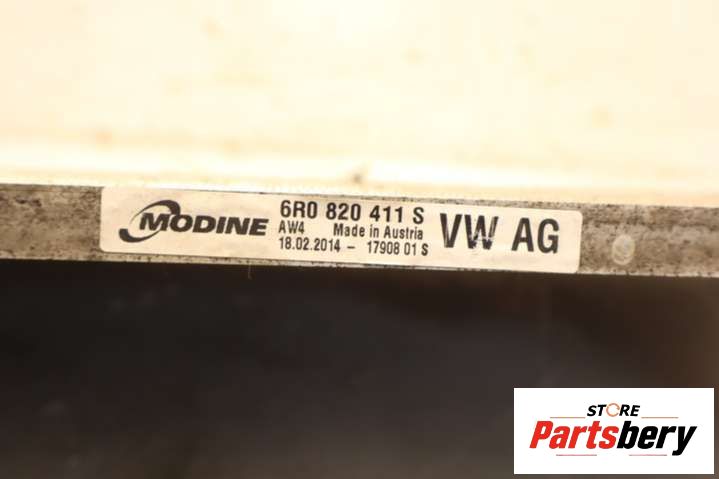 MODINE
6R0 820 411 S
AW4 Made in Austria
18.02.2014 - 17908 01 S
VW AG
STORE
Partsbery